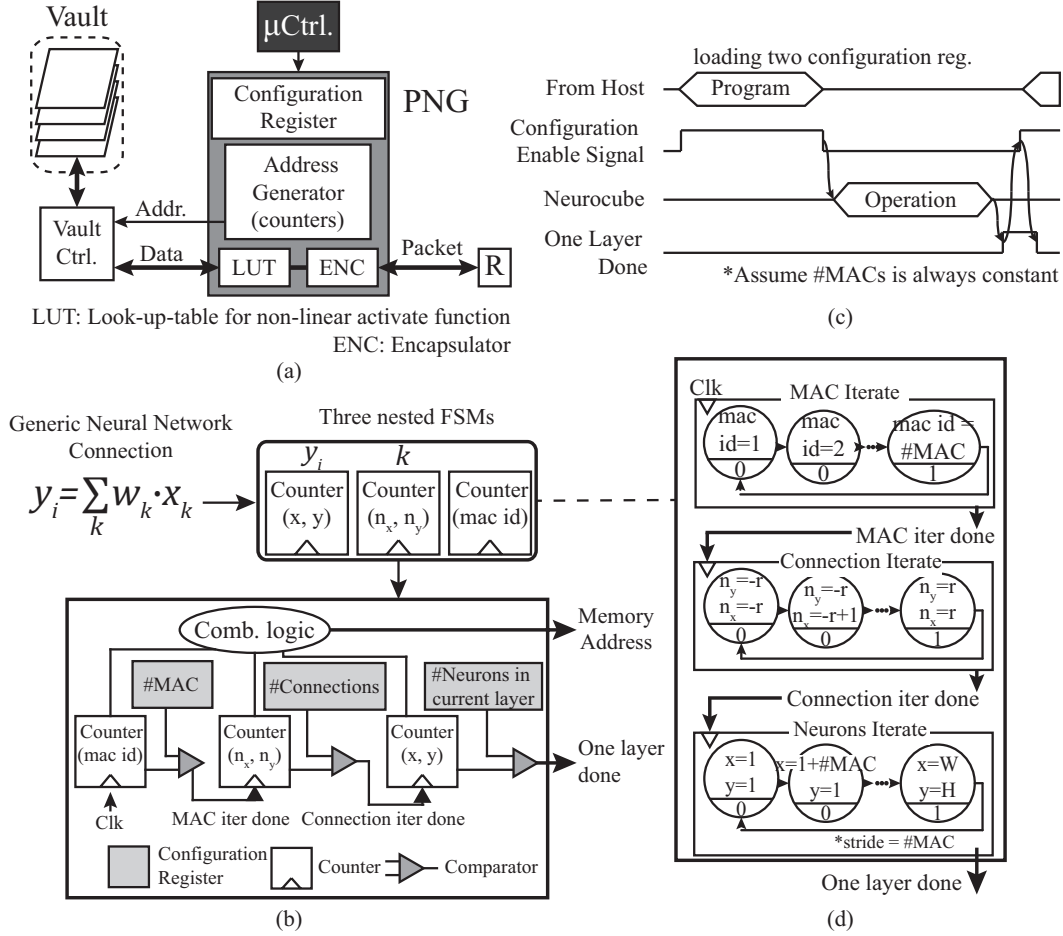 Vault
μCtrl.
Configuration
Register
PNG
Address
Generator
(counters)
Addr.
Vault
Ctrl.
Data
LUT
ENC
Packet
R
LUT: Look-up-table for non-linear activate function
ENC: Encapsulator
(a)
loading two configuration reg.
From Host
Program
Configuration
Enable Signal
Neurocube
Operation
One Layer
Done
*Assume #MACs is always constant
(c)
Generic Neural Network
Connection
y_i=∑_k w_k·x_k
Three nested FSMs
y_i
k
Counter
(x, y)
Counter
(n_x, n_y)
Counter
(mac id)
Comb. logic
Memory
Address
#MAC
#Connections
#Neurons in
current layer
Counter
(mac id)
Counter
(n_x, n_y)
Counter
(x, y)
One layer
done
Clk
MAC iter done
Connection iter done
Configuration
Register
Counter
Comparator
(b)
Clk
MAC Iterate
mac
id=1
0
mac
id=2
0
mac id =
#MAC
1
MAC iter done
Connection Iterate
n_y=-r
n_x=-r
0
n_y=-r
n_x=-r+1
0
n_y=r
n_x=r
1
Connection iter done
Neurons Iterate
x=1
y=1
0
x=1+#MAC
y=1
0
x=W
y=H
1
*stride = #MAC
One layer done
(d)